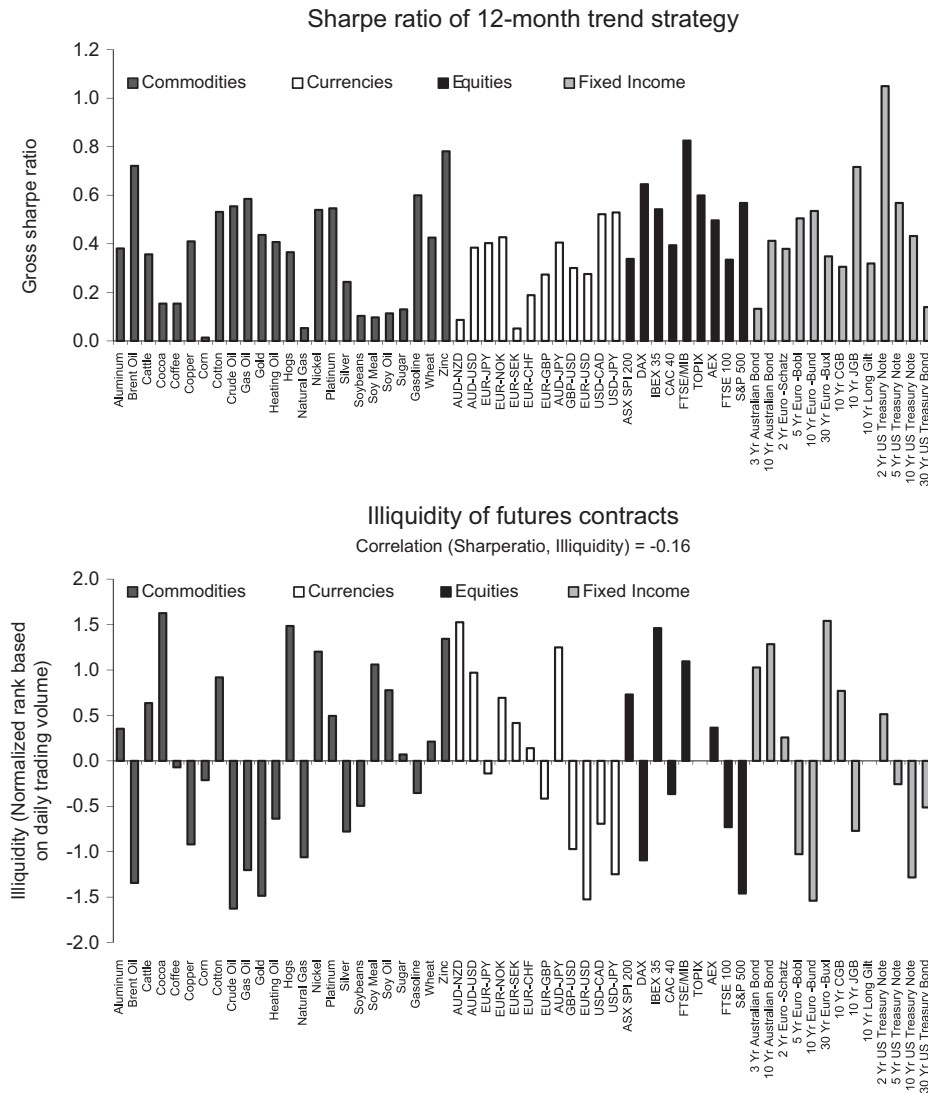 Sharpe ratio of 12-month trend strategy
1.2
1.0
0.8
0.6
0.4
0.2
0.0
Gross sharpe ratio
Commodities
Currencies
Equities
Fixed Income
Aluminum
Brent Oil
Cattle
Cocoa
Coffee
Copper
Corn
Cotton
Crude Oil
Gas Oil
Gold
Heating Oil
Hogs
Natural Gas
Nickel
Platinum
Silver
Soybeans
Soy Meal
Soy Oil
Sugar
Gasoline
Wheat
Zinc
AUD-NZD
AUD-USD
EUR-JPY
EUR-NOK
EUR-SEK
EUR-CHF
EUR-GBP
AUD-JPY
GBP-USD
EUR-USD
USD-CAD
USD-JPY
ASX SPI 200
DAX
IBEX 35
CAC 40
FTSE/MIB
TOPIX
AEX
FTSE 100
S&P 500
3 Yr Australian Bond
10 Yr Australian Bond
2 Yr Euro -Schatz
5 Yr Euro -Bobl
10 Yr Euro -Bund
30 Yr Euro -Buxl
10 Yr CGB
10 Yr JGB
10 Yr Long Gilt
2 Yr US Treasury Note
5 Yr US Treasury Note
10 Yr US Treasury Note
30 Yr US Treasury Bond
Illiquidity of futures contracts
Correlation (Sharperatio, Illiquidity) = -0.16
2.0
1.5
1.0
0.5
0.0
-0.5
-1.0
-1.5
-2.0
Illiquidity (Normalized rank based
on daily trading volume)
Commodities
Currencies
Equities
Fixed Income
Aluminum
Brent Oil
Cattle
Cocoa
Coffee
Copper
Corn
Cotton
Crude Oil
Gas Oil
Gold
Heating Oil
Hogs
Natural Gas
Nickel
Platinum
Silver
Soybeans
Soy Meal
Soy Oil
Sugar
Gasoline
Wheat
Zinc
AUD-NZD
AUD-USD
EUR-JPY
EUR-NOK
EUR-SEK
EUR-CHF
EUR-GBP
AUD-JPY
GBP-USD
EUR-USD
USD-CAD
USD-JPY
ASX SPI 200
DAX
IBEX 35
CAC 40
FTSE/MIB
TOPIX
AEX
FTSE 100
S&P 500
3 Yr Australian Bond
10 Yr Australian Bond
2 Yr Euro -Schatz
5 Yr Euro -Bobl
10 Yr Euro -Bund
30 Yr Euro -Buxl
10 Yr CGB
10 Yr JGB
10 Yr Long Gilt
2 Yr US Treasury Note
5 Yr US Treasury Note
10 Yr US Treasury Note
30 Yr US Treasury Bond